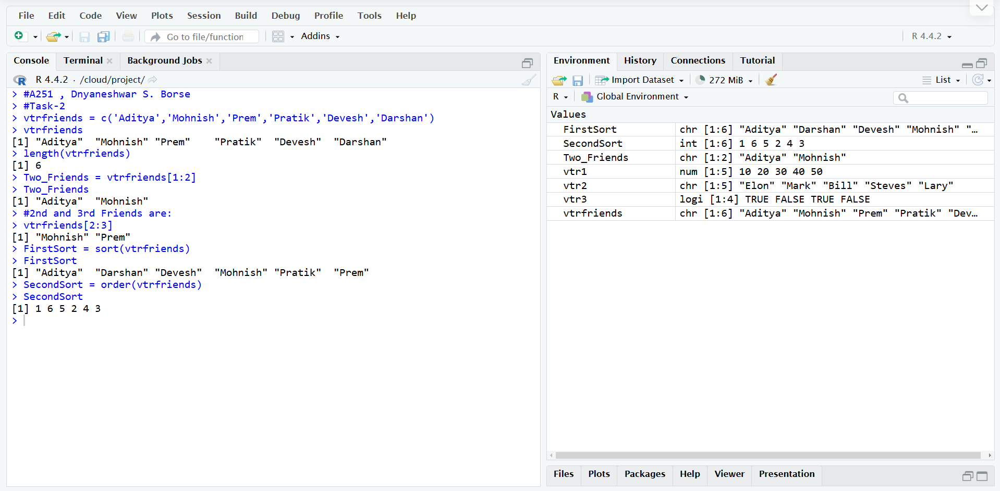 File Edit Code View Plots Session Build Debug Profile Tools Help
Go to file/function Addins R 4.4.2
Console Terminal Background Jobs
R 4.4.2 · /cloud/project/
> #A251 , Dnyaneshwar S. Borse
> #Task-2
> vtrfriends = c('Aditya','Mohnish','Prem','Pratik','Devesh','Darshan')
> vtrfriends
[1] "Aditya"  "Mohnish" "Prem"    "Pratik"  "Devesh"  "Darshan"
> length(vtrfriends)
[1] 6
> Two_Friends = vtrfriends[1:2]
> Two_Friends
[1] "Aditya"  "Mohnish"
> #2nd and 3rd Friends are:
> vtrfriends[2:3]
[1] "Mohnish" "Prem"
> FirstSort = sort(vtrfriends)
> FirstSort
[1] "Aditya"  "Darshan" "Devesh"  "Mohnish" "Pratik"  "Prem"
> SecondSort = order(vtrfriends)
> SecondSort
[1] 1 6 5 2 4 3
>
Environment History Connections Tutorial
Import Dataset 272 MiB List
R Global Environment
Values
FirstSort chr [1:6] "Aditya" "Darshan" "Devesh" "Mohnish" "…
SecondSort int [1:6] 1 6 5 2 4 3
Two_Friends chr [1:2] "Aditya" "Mohnish"
vtr1 num [1:5] 10 20 30 40 50
vtr2 chr [1:5] "Elon" "Mark" "Bill" "Steves" "Lary"
vtr3 logi [1:4] TRUE FALSE TRUE FALSE
vtrfriends chr [1:6] "Aditya" "Mohnish" "Prem" "Pratik" "Dev…
Files Plots Packages Help Viewer Presentation